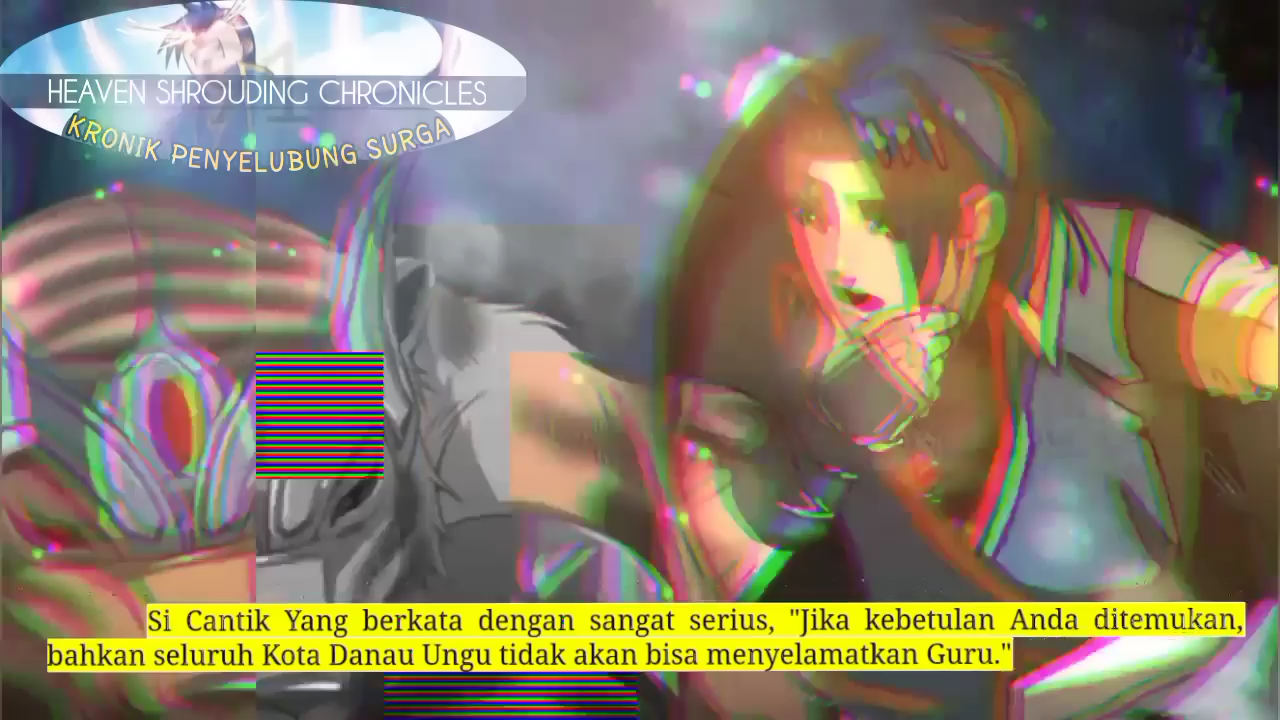 HEAVEN SHROUDING CHRONICLES
KRONIK PENYELUBUNG SURGA
Si Cantik Yang berkata dengan sangat serius, "Jika kebetulan Anda ditemukan,
bahkan seluruh Kota Danau Ungu tidak akan bisa menyelamatkan Guru."